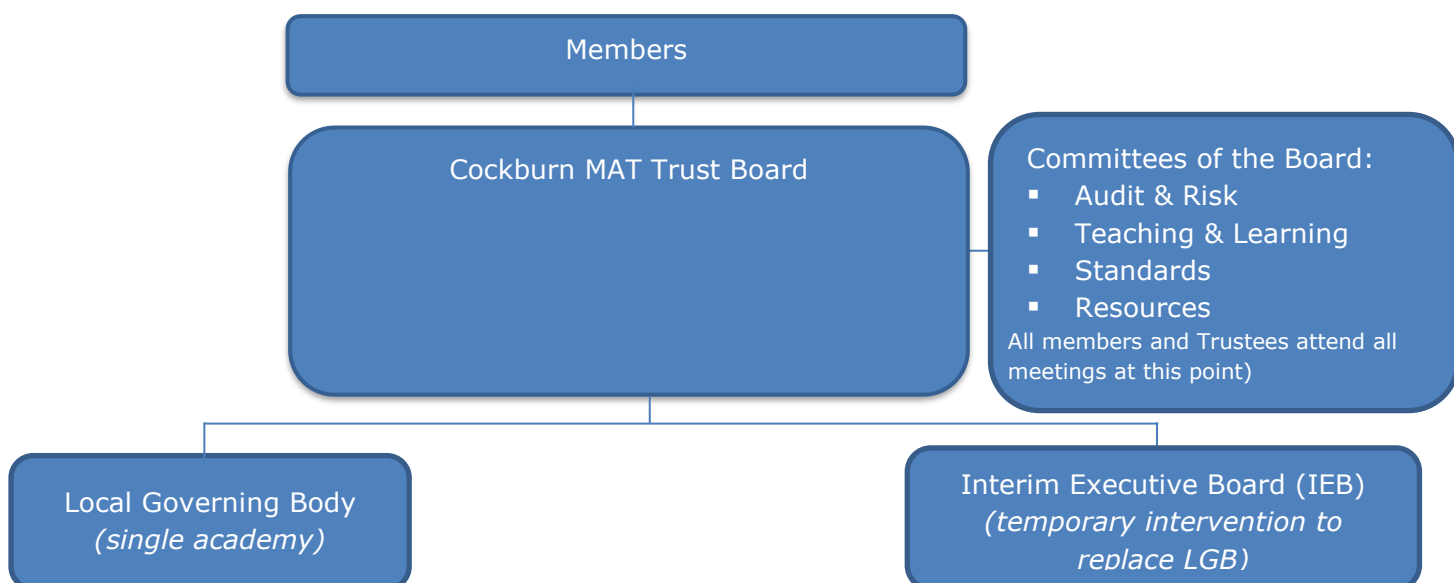 Members
Cockburn MAT Trust Board
Committees of the Board:
▪ Audit & Risk
▪ Teaching & Learning
▪ Standards
▪ Resources
All members and Trustees attend all
meetings at this point)
Local Governing Body
(single academy)
Interim Executive Board (IEB)
(temporary intervention to
replace LGB)